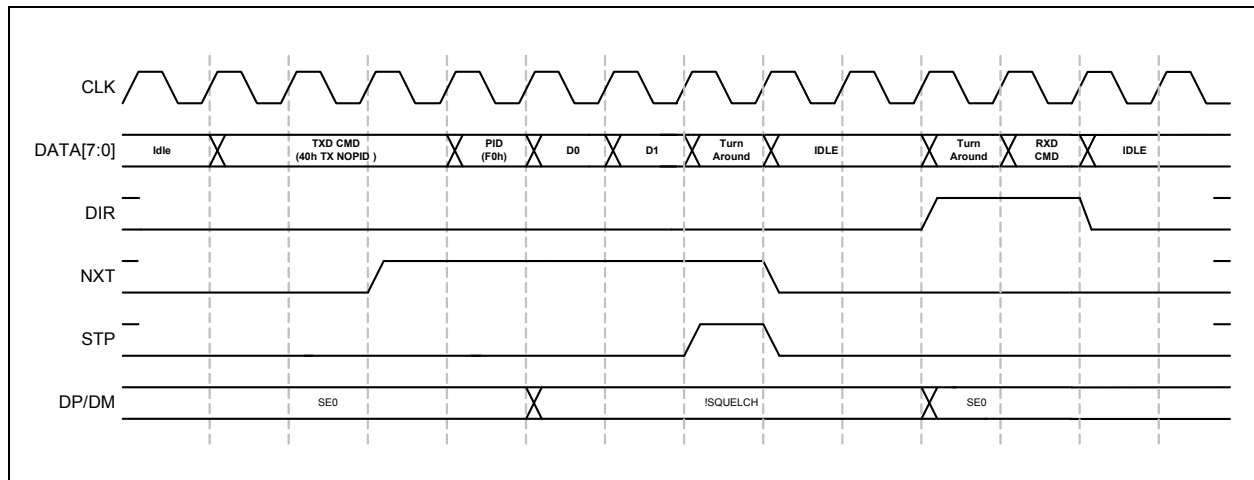 CLK
DATA[7:0]
Idle
TXD CMD
(40h TX NOPID )
PID
(F0h)
D0
D1
Turn
Around
IDLE
Turn
Around
RXD
CMD
IDLE
DIR
NXT
STP
DP/DM
SE0
!SQUELCH
SE0